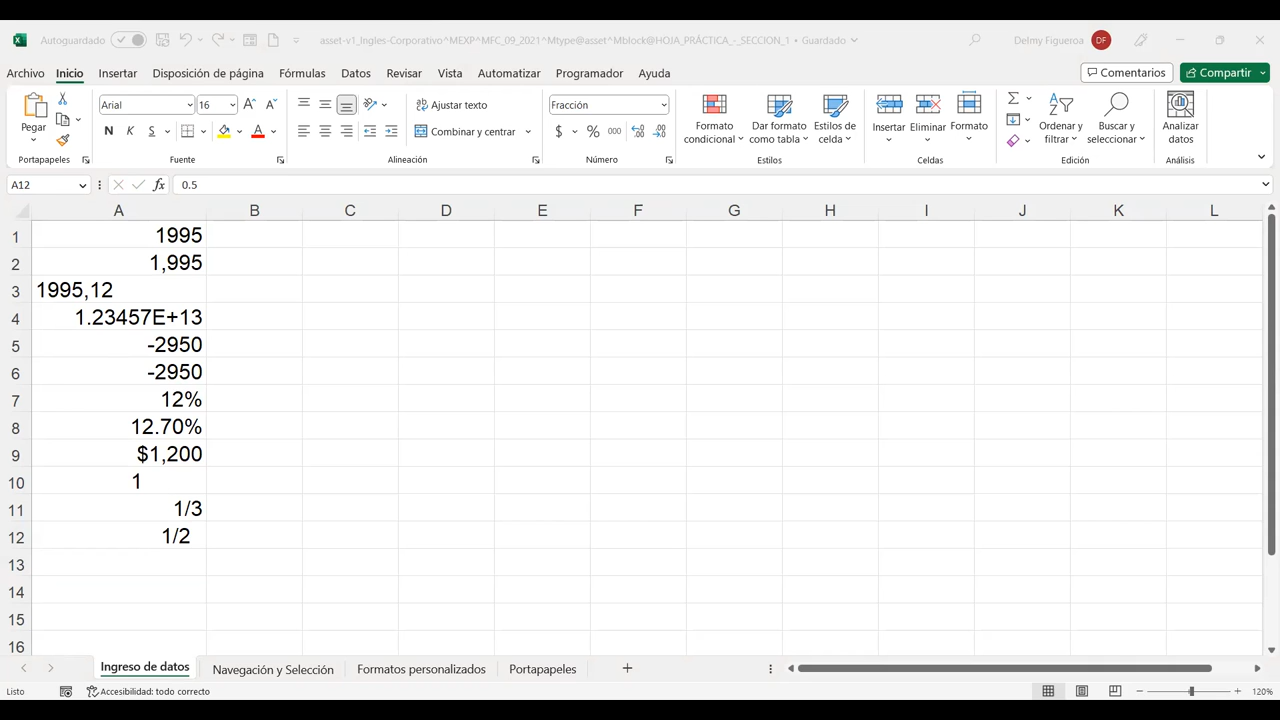 Autoguardado
asset-v1_Ingles-Corporativo^MEXP^MFC_09_2021^Mtype@asset^Mblock@HOJA_PRÁCTICA_-_SECCION_1 • Guardado
Delmy Figueroa DF
Archivo Inicio Insertar Disposición de página Fórmulas Datos Revisar Vista Automatizar Programador Ayuda
Comentarios Compartir
Pegar
Portapapeles
Arial 16
N K S
Fuente
Ajustar texto
Combinar y centrar
Alineación
Fracción
$ % 000
Número
Formato condicional
Dar formato como tabla
Estilos de celda
Estilos
Insertar Eliminar Formato
Celdas
Ordenar y filtrar
Buscar y seleccionar
Edición
Analizar datos
Análisis
A12 fx 0.5
A B C D E F G H I J K L
1 1995
2 1,995
3 1995,12
4 1.23457E+13
5 -2950
6 -2950
7 12%
8 12.70%
9 $1,200
10 1
11 1/3
12 1/2
13
14
15
16
Ingreso de datos Navegación y Selección Formatos personalizados Portapapeles
Listo Accesibilidad: todo correcto 120%